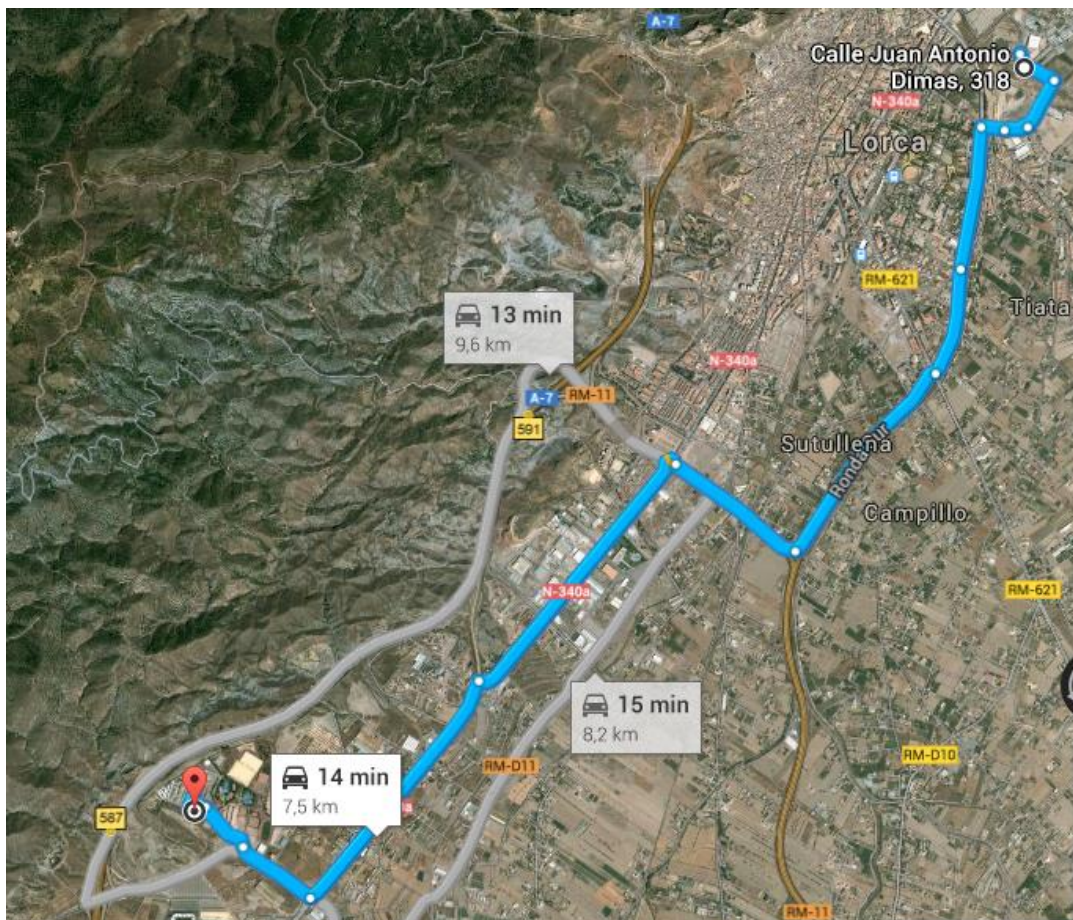 A-7
Calle Juan Antonio
Dimas, 318
N-340a
Lorca
RM-621
Tiata
13 min
9,6 km
N-340a
A-7
RM-11
591
Sutullena
Ronda Sur
Campillo
N-340a
RM-621
15 min
8,2 km
RM-D10
RM-D11
14 min
7,5 km
587
RM-11